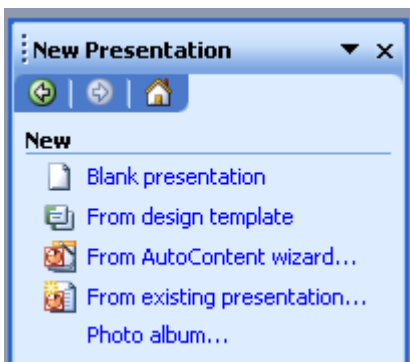 New Presentation
New
Blank presentation
From design template
From AutoContent wizard...
From existing presentation...
Photo album...